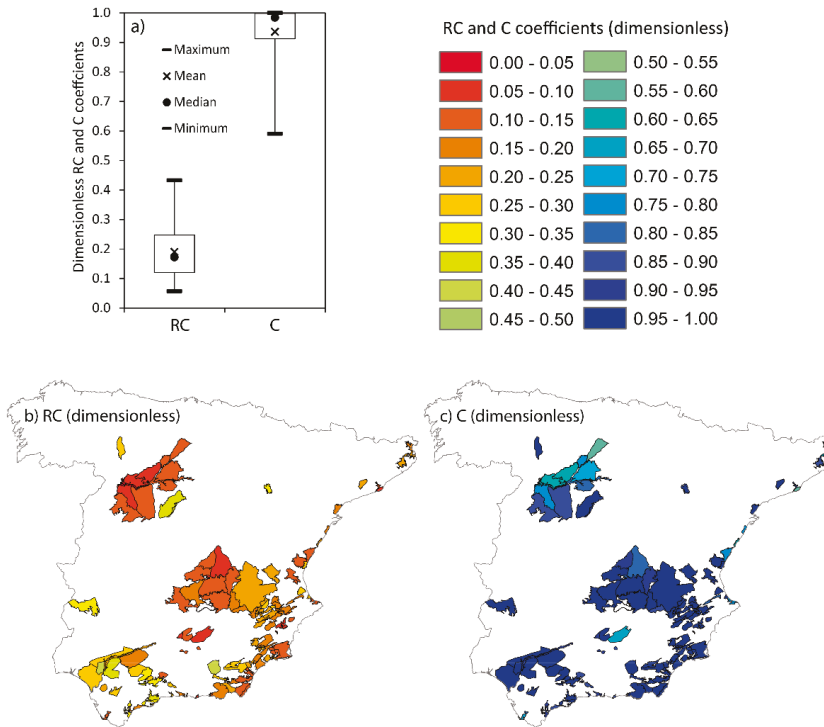 a)
Dimensionless RC and C coeffcients
1.0
0.9
0.8
0.7
0.6
0.5
0.4
0.3
0.2
0.1
0.0
Maximum
Mean
Median
Minimum
RC
C
RC and C coefficients (dimensionless)
0.00 - 0.05
0.05 - 0.10
0.10 - 0.15
0.15 - 0.20
0.20 - 0.25
0.25 - 0.30
0.30 - 0.35
0.35 - 0.40
0.40 - 0.45
0.45 - 0.50
0.50 - 0.55
0.55 - 0.60
0.60 - 0.65
0.65 - 0.70
0.70 - 0.75
0.75 - 0.80
0.80 - 0.85
0.85 - 0.90
0.90 - 0.95
0.95 - 1.00
b) RC (dimensionless)
c) C (dimensionless)